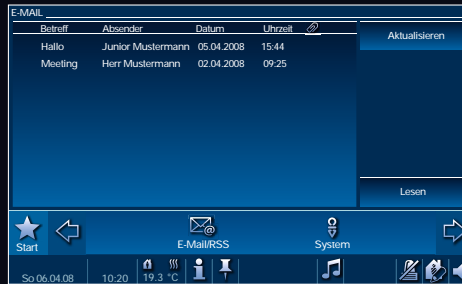 E-MAIL
Betreff Absender Datum Uhrzeit
Aktualisieren
Hallo Junior Mustermann 05.04.2008 15:44
Meeting Herr Mustermann 02.04.2008 09:25
Lesen
Start E-Mail/RSS System
So 06.04.08 10:20 19.3 °C